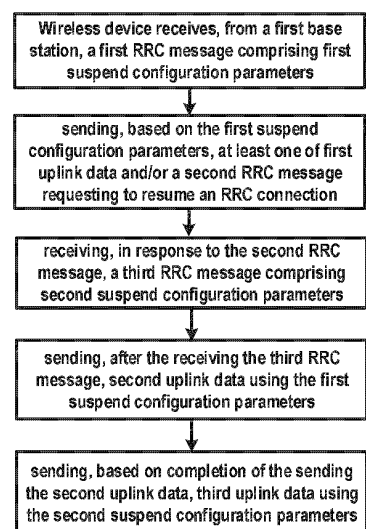 Wireless device receives, from a first base
station, a first RRC message comprising first
suspend configuration parameters
sending, based on the first suspend
configuration parameters, at least one of first
uplink data and/or a second RRC message
requesting to resume an RRC connection
receiving, in response to the second RRC
message, a third RRC message comprising
second suspend configuration parameters
sending, after the receiving the third RRC
message, second uplink data using the first
suspend configuration parameters
sending, based on completion of the sending
the second uplink data, third uplink data using
the second suspend configuration parameters